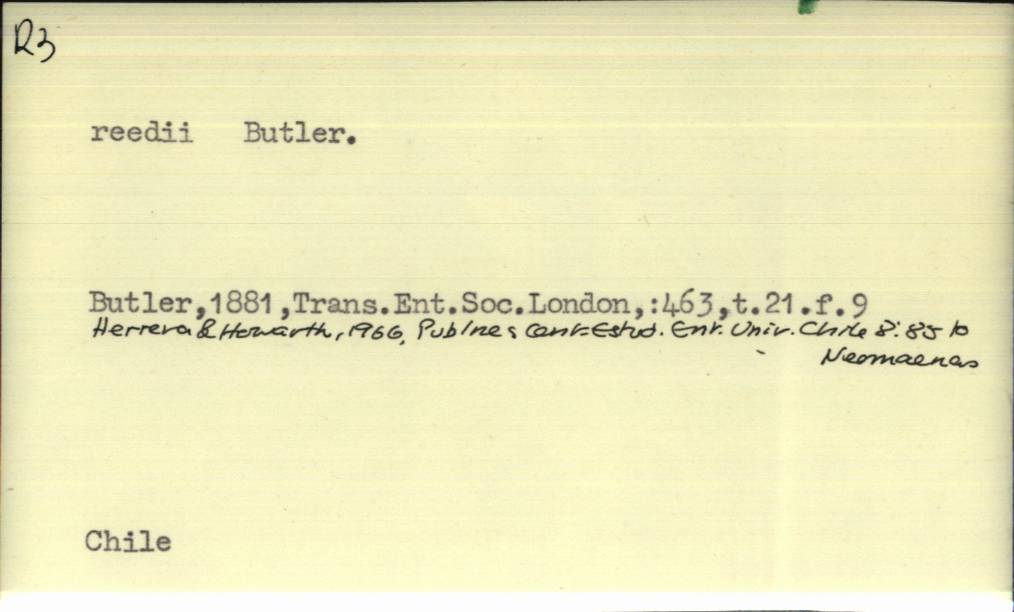 R3
reedii Butler.
Butler,1881,Trans.Ent.Soc.London,:463,t.21.f.9
Herrera & Howarth, 1966, Publnes Cent. Estud. Ent. Univ. Chile 8: 85 to
Neomaenas
Chile